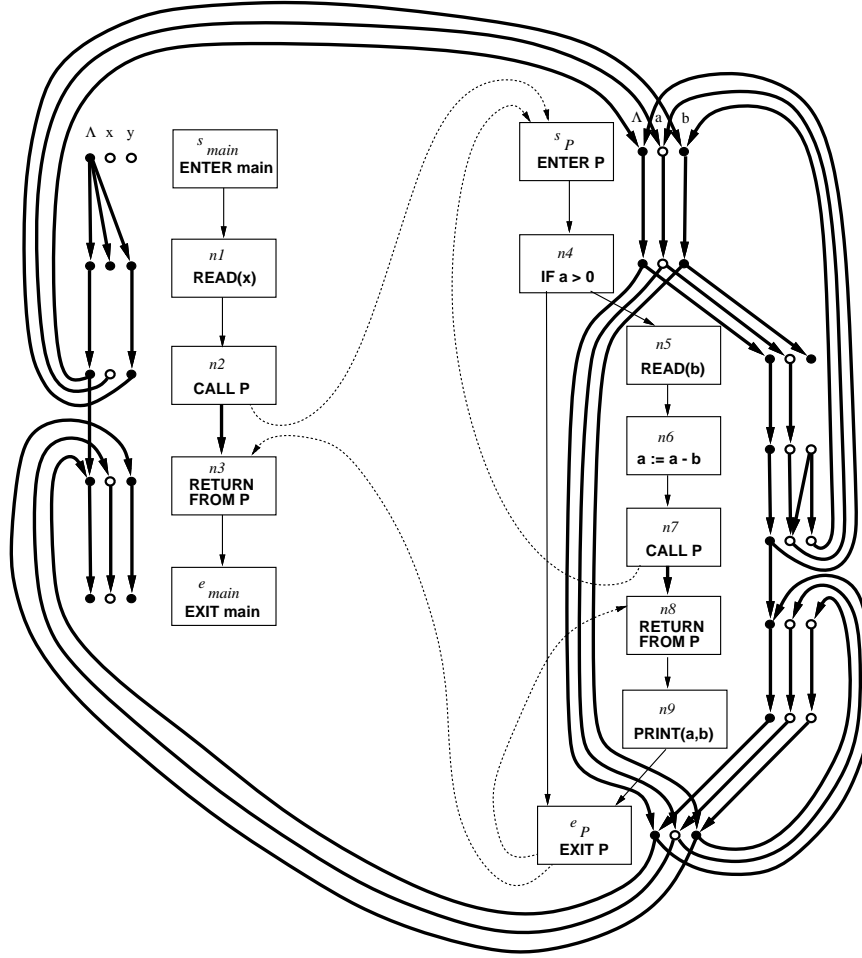 Λ x y
s main
ENTER main
n1
READ(x)
n2
CALL P
n3
RETURN
FROM P
e main
EXIT main
Λ a b
s P
ENTER P
n4
IF a > 0
n5
READ(b)
n6
a := a - b
n7
CALL P
n8
RETURN
FROM P
n9
PRINT(a,b)
e P
EXIT P